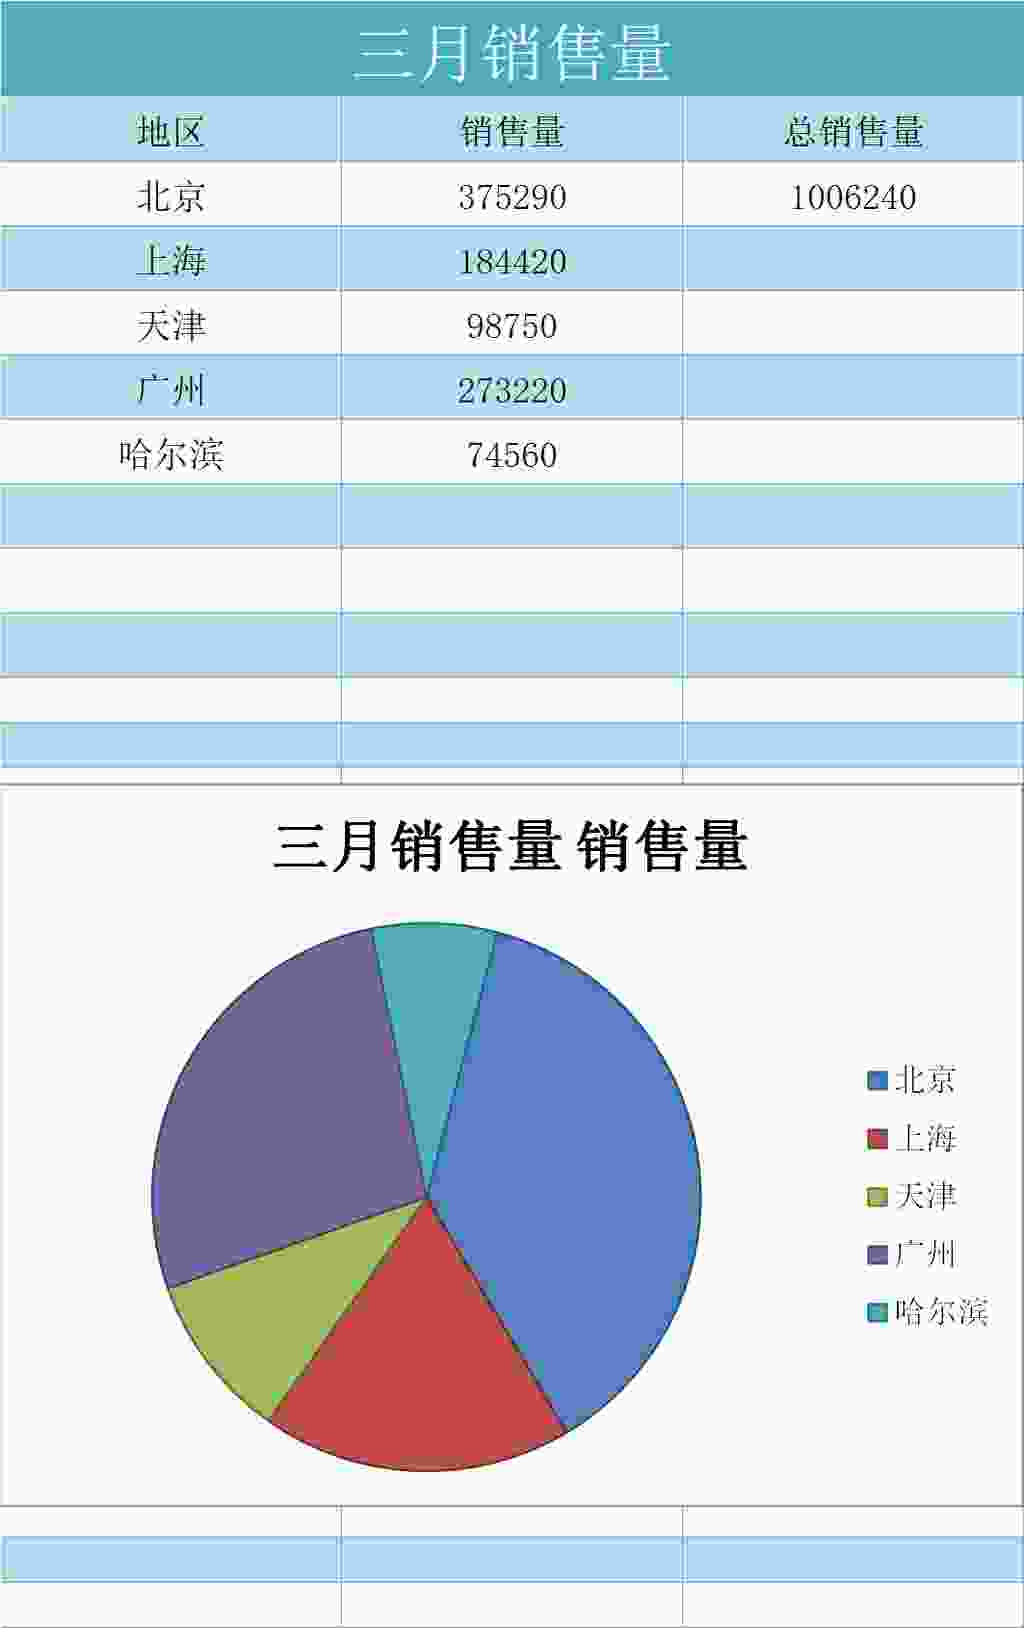 三月销售量
地区 销售量 总销售量
北京 375290 1006240
上海 184420
天津 98750
广州 273220
哈尔滨 74560
三月销售量 销售量
北京
上海
天津
广州
哈尔滨